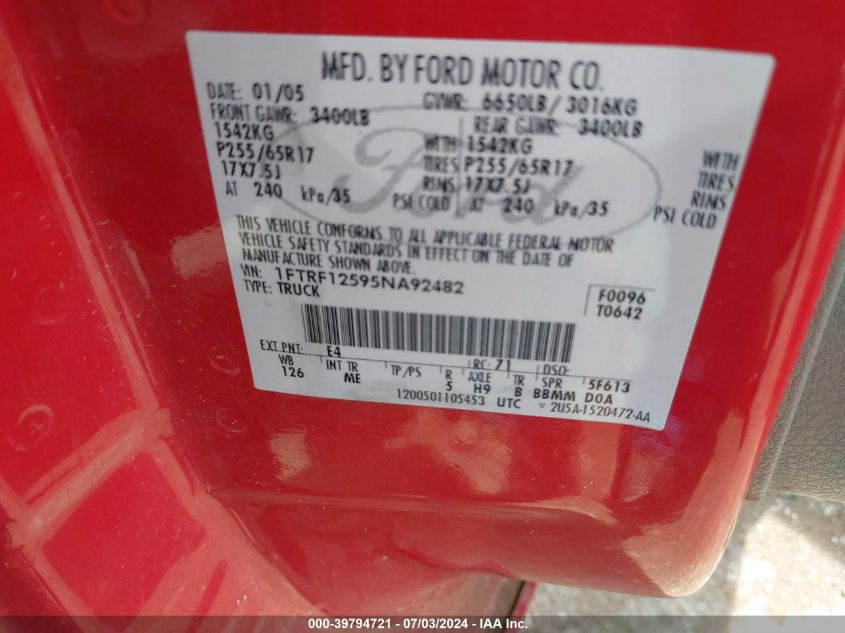 MFD. BY FORD MOTOR CO.
DATE: 01/05 GVWR: 6650LB/ 3016KG
FRONT GAWR: 3400LB REAR GAWR: 3400LB
1542KG WITH 1542KG WITH
P255/65R17 TIRES P255/65R17 TIRES
17X7.5J RIMS 17X7.5J RIMS
AT 240 kPa/35 PSI COLD AT 240 kPa/35 PSI COLD
Ford
THIS VEHICLE CONFORMS TO ALL APPLICABLE FEDERAL MOTOR
VEHICLE SAFETY STANDARDS IN EFFECT ON THE DATE OF
MANUFACTURE SHOWN ABOVE.
VIN: 1FTRF12595NA92482 F0096
TYPE: TRUCK T0642
EXT PNT: E4 RC: 71 DSO:
WB INT TR TP/PS R AXLE TR SPR 5F613
126 ME 5 H9 B BBMM D0A
1200501105453 UTC 2U5A-1520472-AA
000-39794721 - 07/03/2024 - IAA Inc.